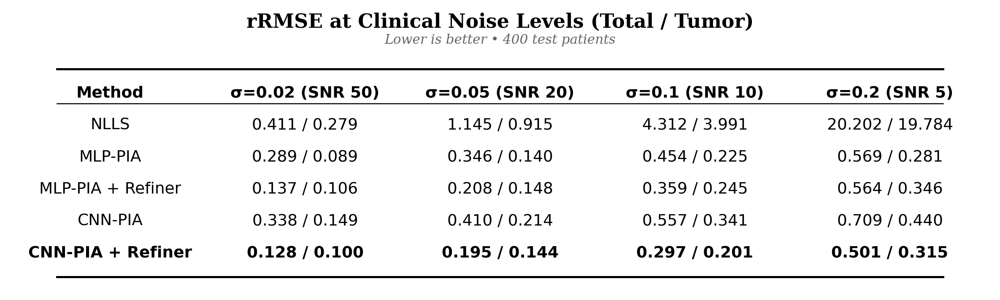 rRMSE at Clinical Noise Levels (Total / Tumor)
Lower is better • 400 test patients
Method σ=0.02 (SNR 50) σ=0.05 (SNR 20) σ=0.1 (SNR 10) σ=0.2 (SNR 5)
NLLS 0.411 / 0.279 1.145 / 0.915 4.312 / 3.991 20.202 / 19.784
MLP-PIA 0.289 / 0.089 0.346 / 0.140 0.454 / 0.225 0.569 / 0.281
MLP-PIA + Refiner 0.137 / 0.106 0.208 / 0.148 0.359 / 0.245 0.564 / 0.346
CNN-PIA 0.338 / 0.149 0.410 / 0.214 0.557 / 0.341 0.709 / 0.440
CNN-PIA + Refiner 0.128 / 0.100 0.195 / 0.144 0.297 / 0.201 0.501 / 0.315